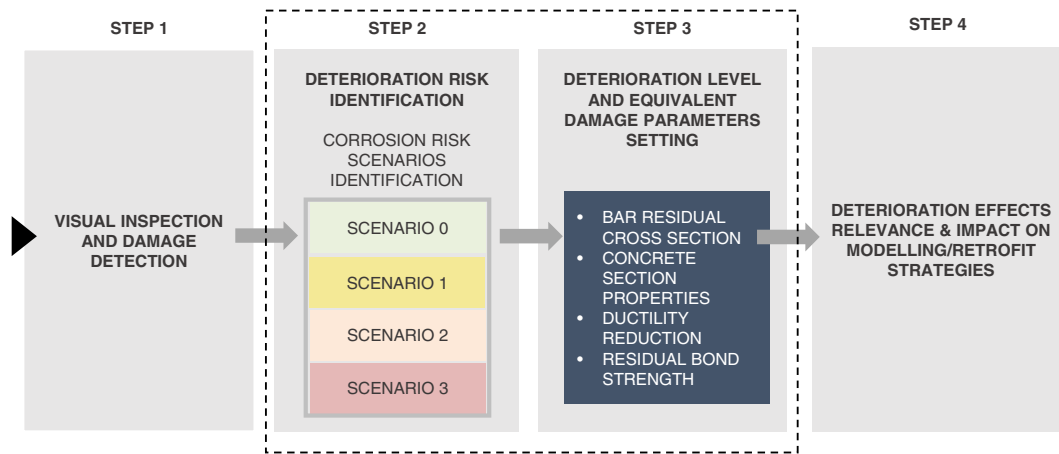 STEP 1
VISUAL INSPECTION
AND DAMAGE
DETECTION
STEP 2
DETERIORATION RISK
IDENTIFICATION
CORROSION RISK
SCENARIOS
IDENTIFICATION
SCENARIO 0
SCENARIO 1
SCENARIO 2
SCENARIO 3
STEP 3
DETERIORATION LEVEL
AND EQUIVALENT
DAMAGE PARAMETERS
SETTING
• BAR RESIDUAL
CROSS SECTION
• CONCRETE
SECTION
PROPERTIES
• DUCTILITY
REDUCTION
• RESIDUAL BOND
STRENGTH
STEP 4
DETERIORATION EFFECTS
RELEVANCE & IMPACT ON
MODELLING/RETROFIT
STRATEGIES